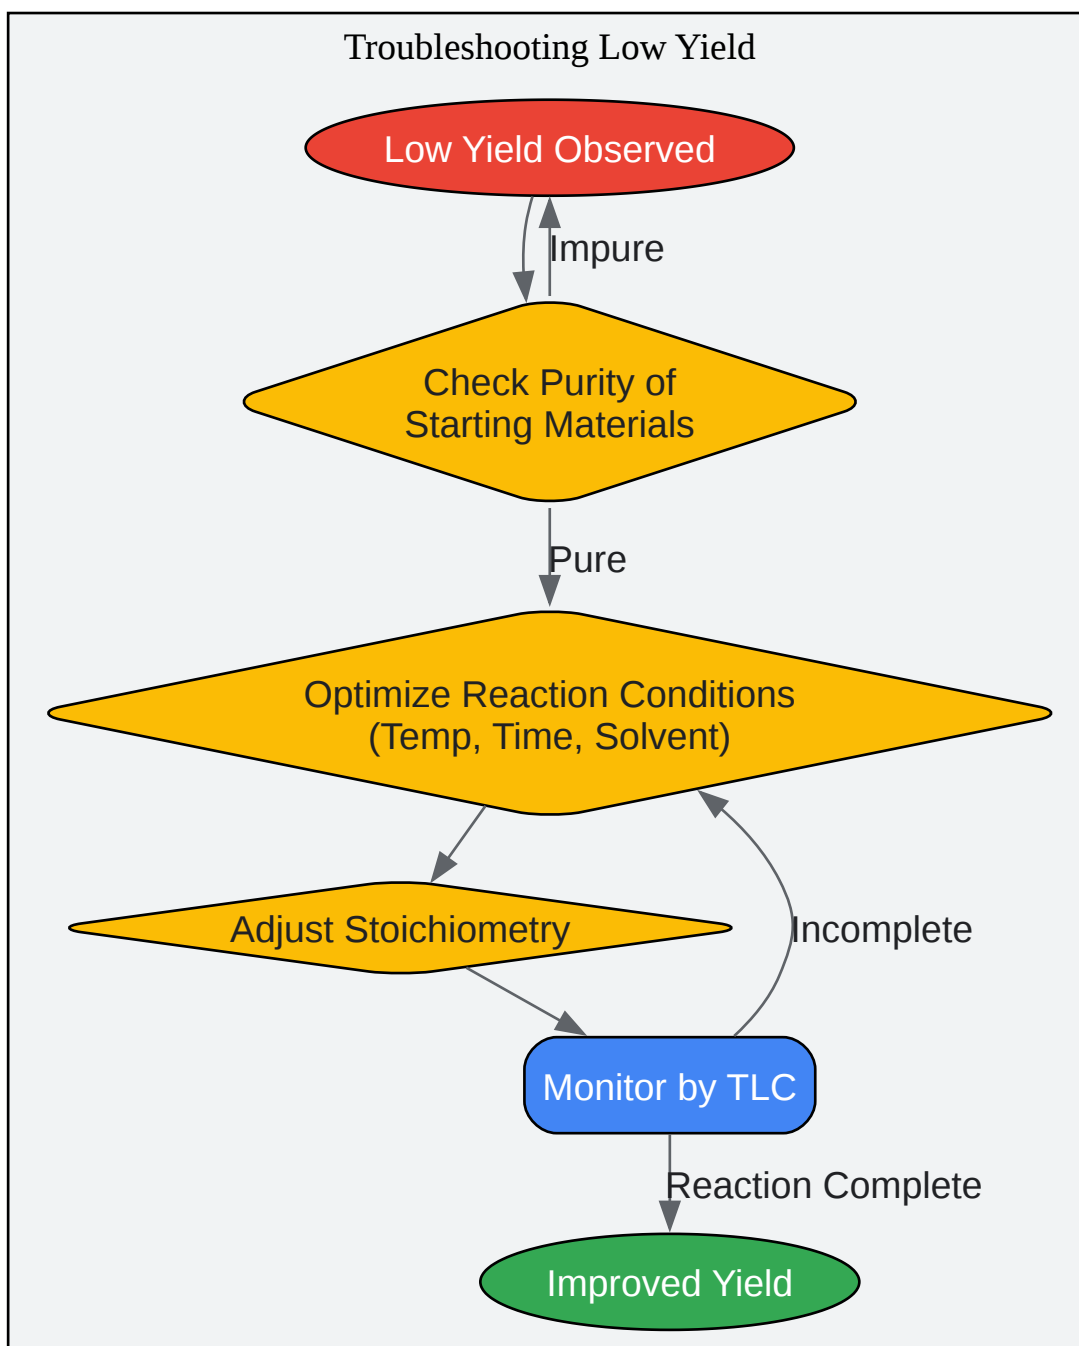 Troubleshooting Low Yield
Low Yield Observed
Impure
Check Purity of
Starting Materials
Pure
Optimize Reaction Conditions
(Temp, Time, Solvent)
Adjust Stoichiometry
Incomplete
Monitor by TLC
Reaction Complete
Improved Yield